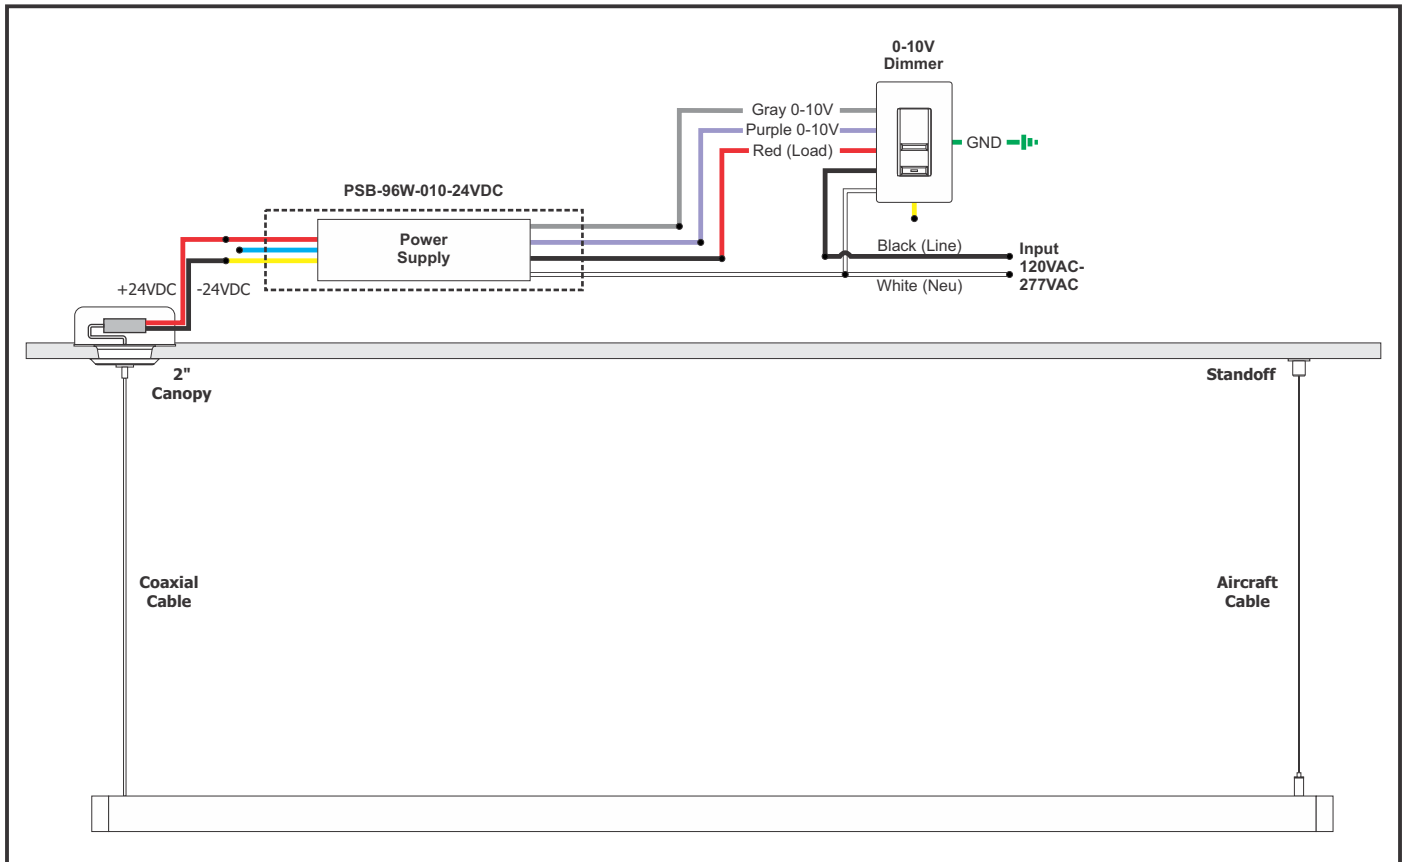 0-10V
Dimmer
Gray 0-10V
Purple 0-10V
Red (Load)
GND
PSB-96W-010-24VDC
Power
Supply
Black (Line)
White (Neu)
Input
120VAC-
277VAC
+24VDC
-24VDC
2"
Canopy
Standoff
Coaxial
Cable
Aircraft
Cable